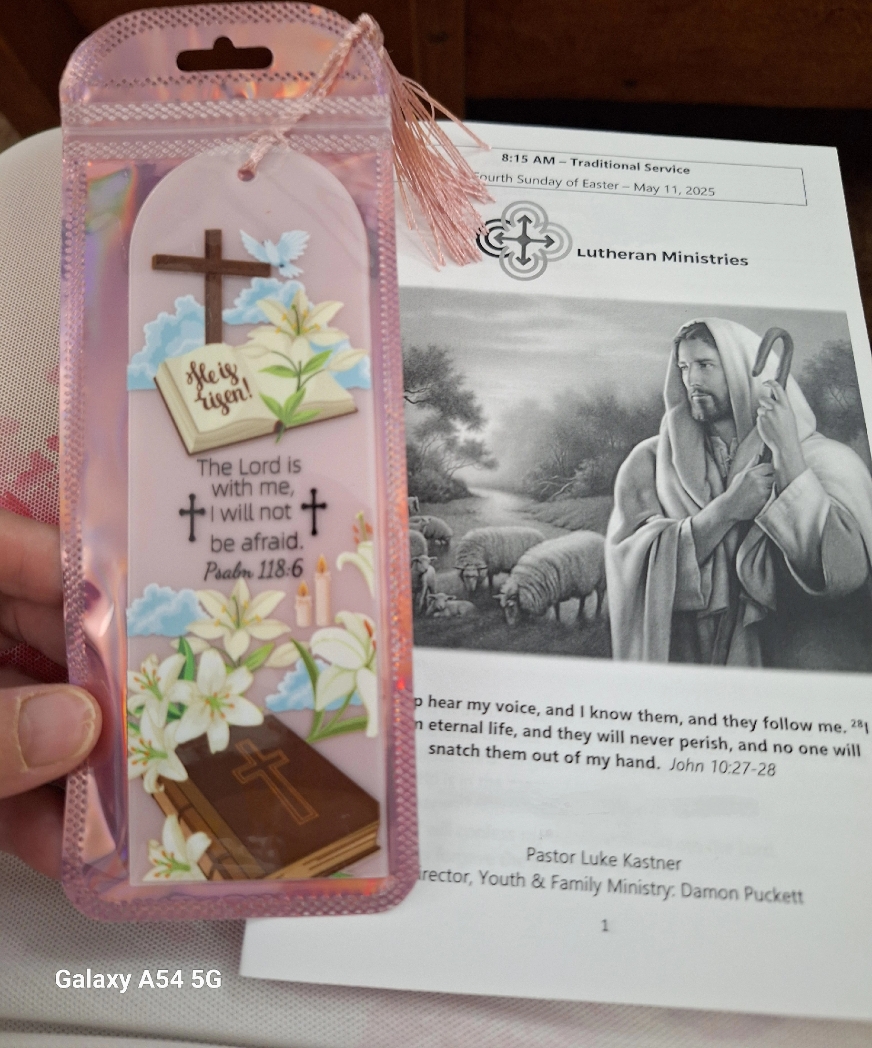 He is
risen!
The Lord is
with me,
I will not
be afraid.
Psalm 118:6
8:15 AM – Traditional Service
Fourth Sunday of Easter – May 11, 2025
Lutheran Ministries
hear my voice, and I know them, and they follow me. 28I
eternal life, and they will never perish, and no one will
snatch them out of my hand. John 10:27-28
Pastor Luke Kastner
Youth & Family Ministry: Damon Puckett
1
Galaxy A54 5G